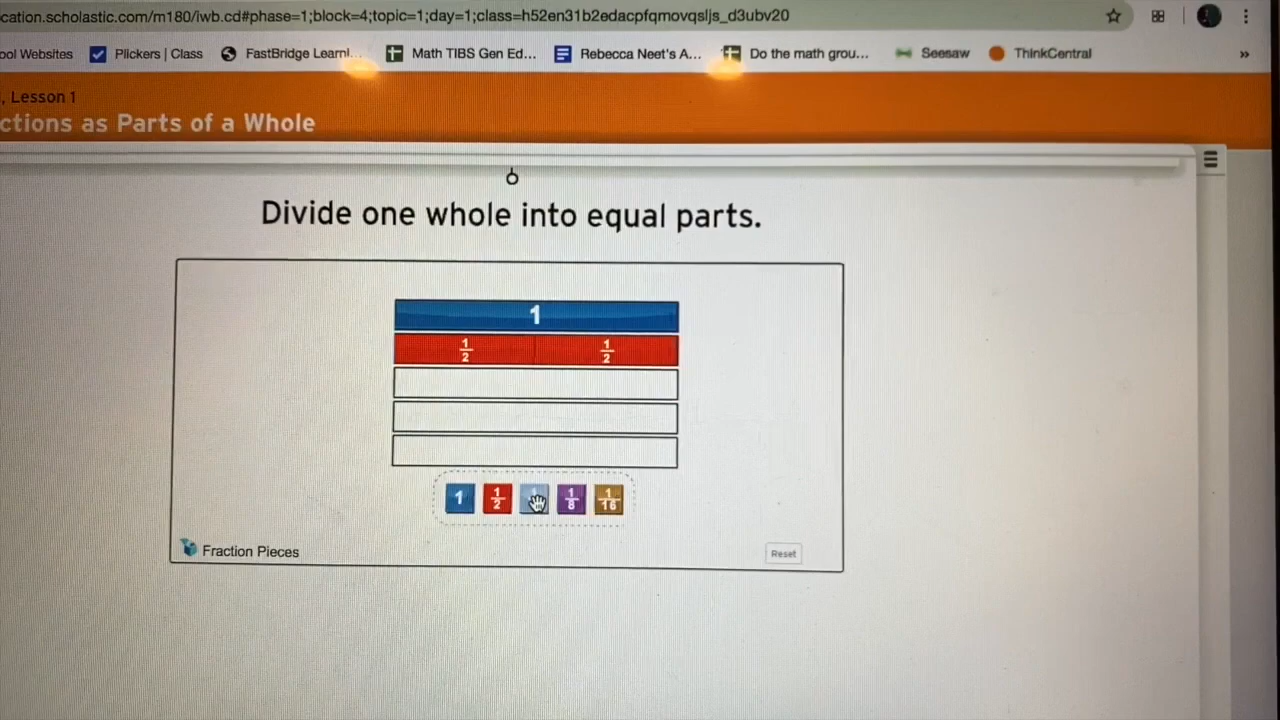 cation.scholastic.com/m180/iwb.cd#phase=1;block=4;topic=1;day=1;class=h52en31b2edacpfqmovqsljs_d3ubv20
ool Websites Plickers | Class FastBridge Learni... Math TIBS Gen Ed... Rebecca Neet's A... Do the math grou... Seesaw ThinkCentral »
, Lesson 1
ctions as Parts of a Whole
Divide one whole into equal parts.
1
1/2 1/2
1 1/2 1/8 1/16
Fraction Pieces Reset